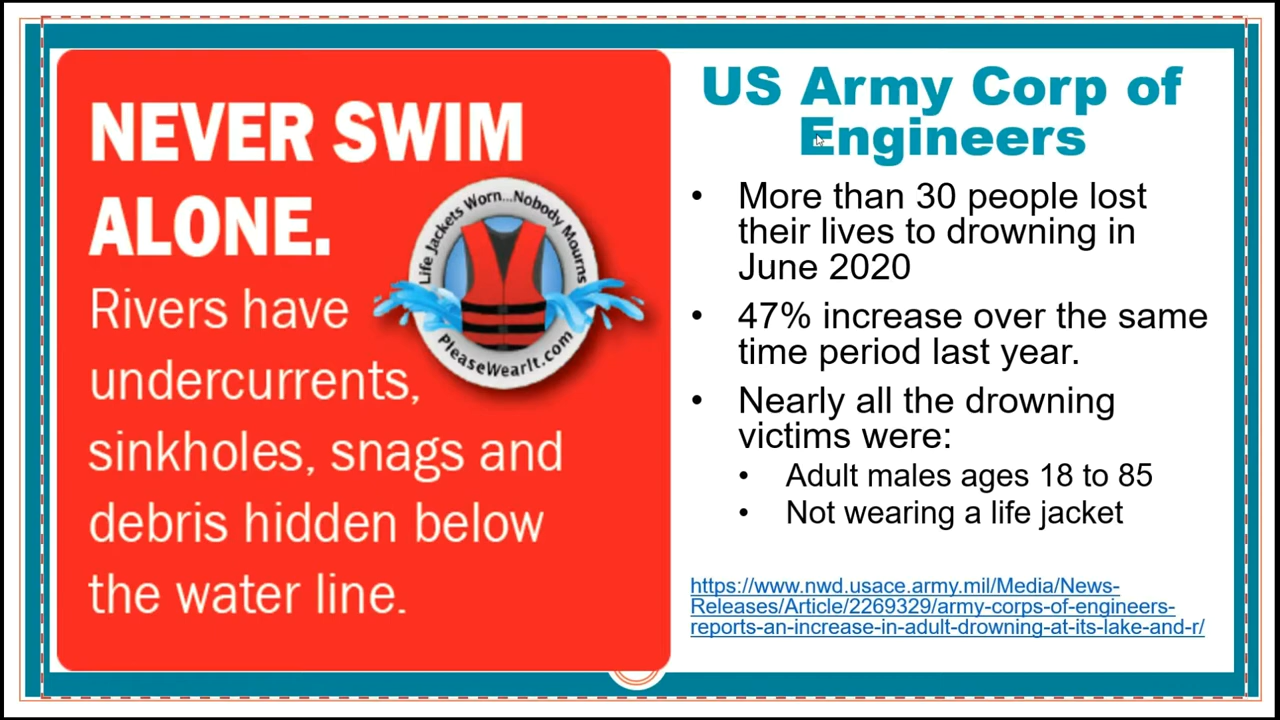 NEVER SWIM
ALONE.
Rivers have
undercurrents,
sinkholes, snags and
debris hidden below
the water line.
Life Jackets Worn...Nobody Mourns
PleaseWearIt.com
US Army Corp of
Engineers
• More than 30 people lost
their lives to drowning in
June 2020
• 47% increase over the same
time period last year.
• Nearly all the drowning
victims were:
• Adult males ages 18 to 85
• Not wearing a life jacket
https://www.nwd.usace.army.mil/Media/News-
Releases/Article/2269329/army-corps-of-engineers-
reports-an-increase-in-adult-drowning-at-its-lake-and-r/